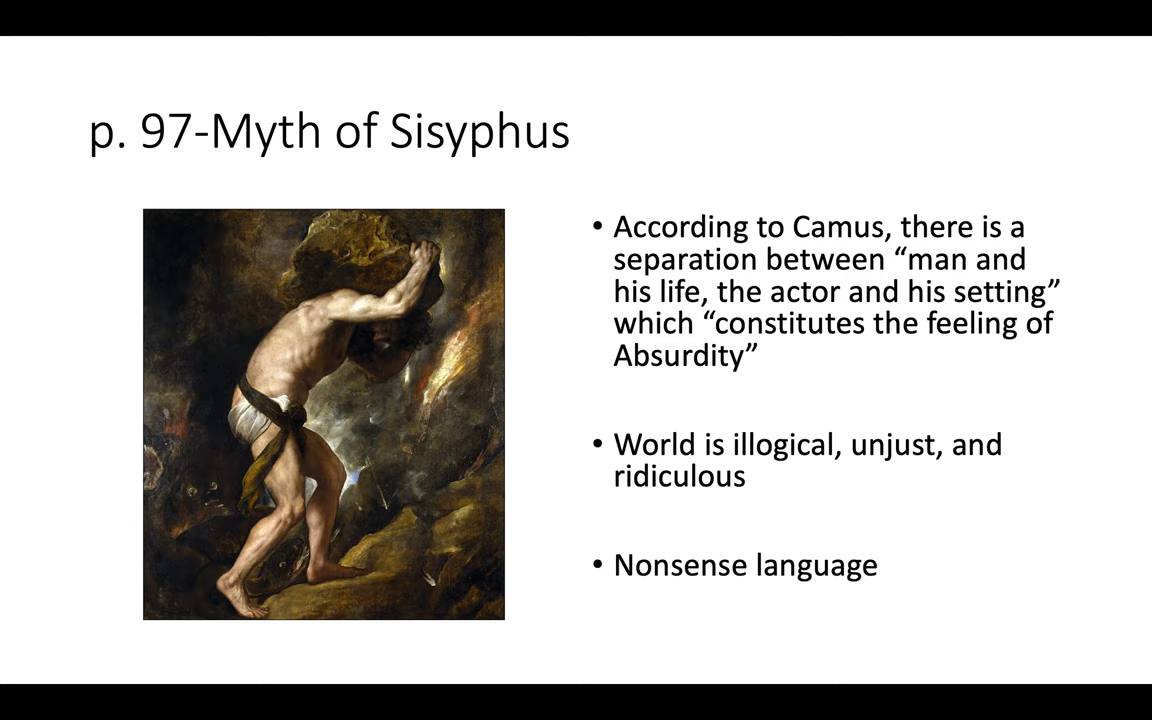 p. 97-Myth of Sisyphus
• According to Camus, there is a
separation between “man and
his life, the actor and his setting”
which “constitutes the feeling of
Absurdity”
• World is illogical, unjust, and
ridiculous
• Nonsense language